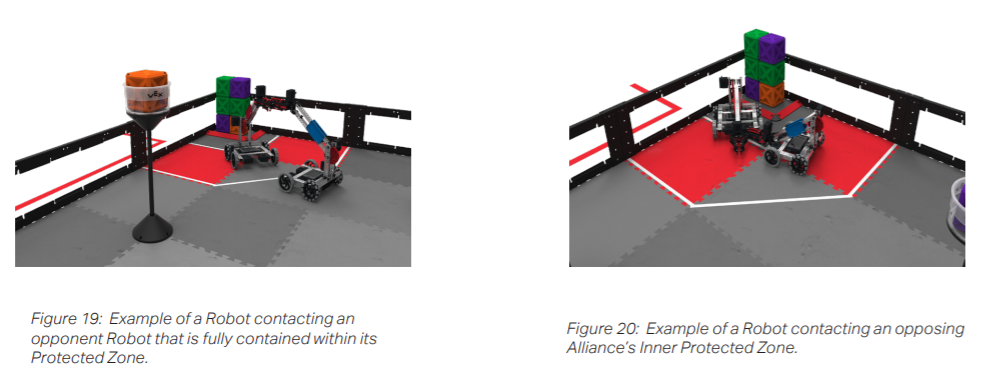 vEx
Figure 19:  Example of a Robot contacting an
opponent Robot that is fully contained within its
Protected Zone.
Figure 20:  Example of a Robot contacting an opposing
Alliance's Inner Protected Zone.